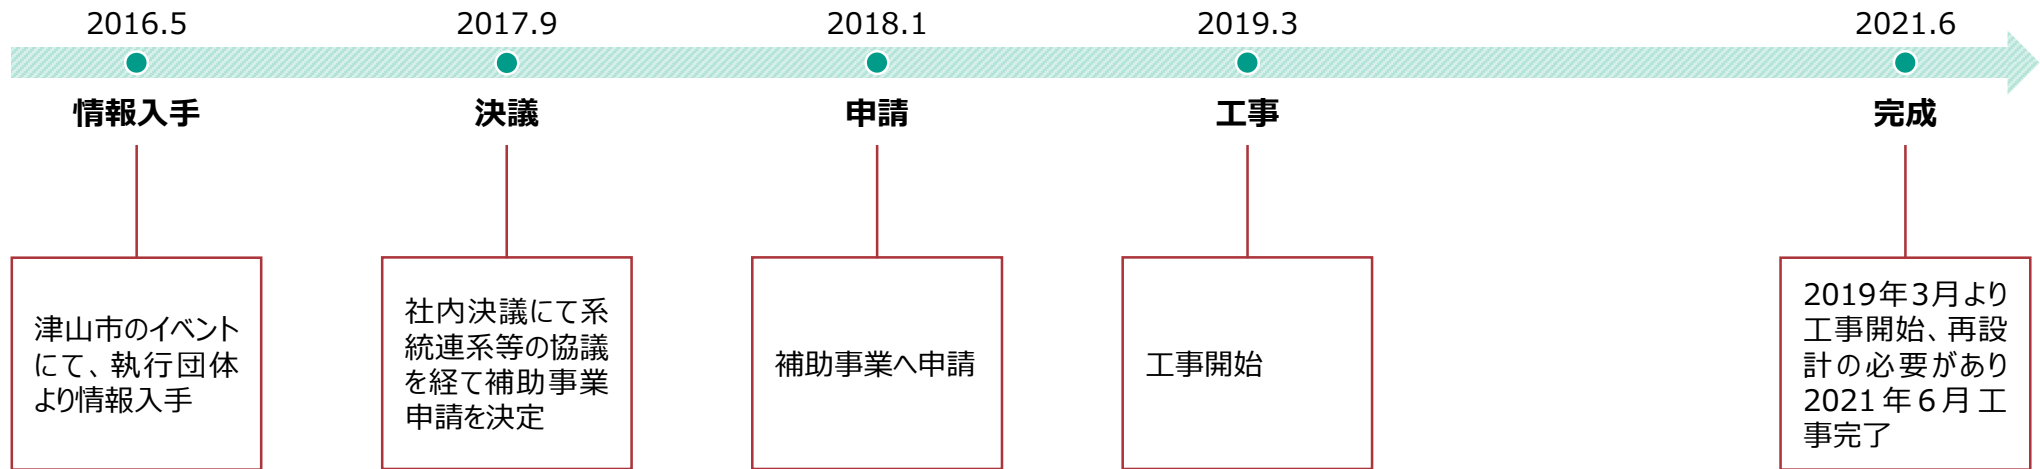 2016.5
2017.9
2018.1
2019.3
2021.6
情報入手
決議
申請
工事
完成
津山市のイベント
にて、執行団体
より情報入手
社内決議にて系
統連系等の協議
を経て補助事業
申請を決定
補助事業へ申請
工事開始
2019年3月より
工事開始、再設
計の必要があり
2021年6月工
事完了